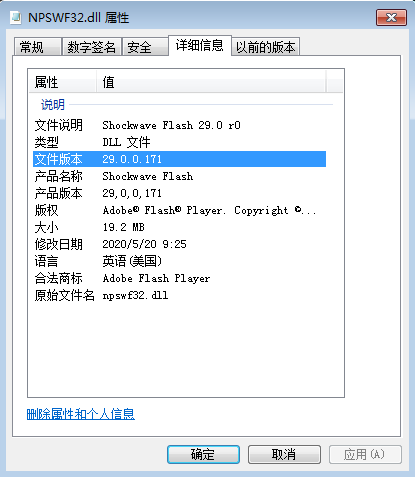 NPSWF32.dll 属性
常规 数字签名 安全 详细信息 以前的版本
属性 值
说明
文件说明 Shockwave Flash 29.0 r0
类型 DLL 文件
文件版本 29.0.0.171
产品名称 Shockwave Flash
产品版本 29,0,0,171
版权 Adobe® Flash® Player. Copyright ©...
大小 19.2 MB
修改日期 2020/5/20 9:25
语言 英语(美国)
合法商标 Adobe Flash Player
原始文件名 npswf32.dll
删除属性和个人信息
确定 取消 应用(A)